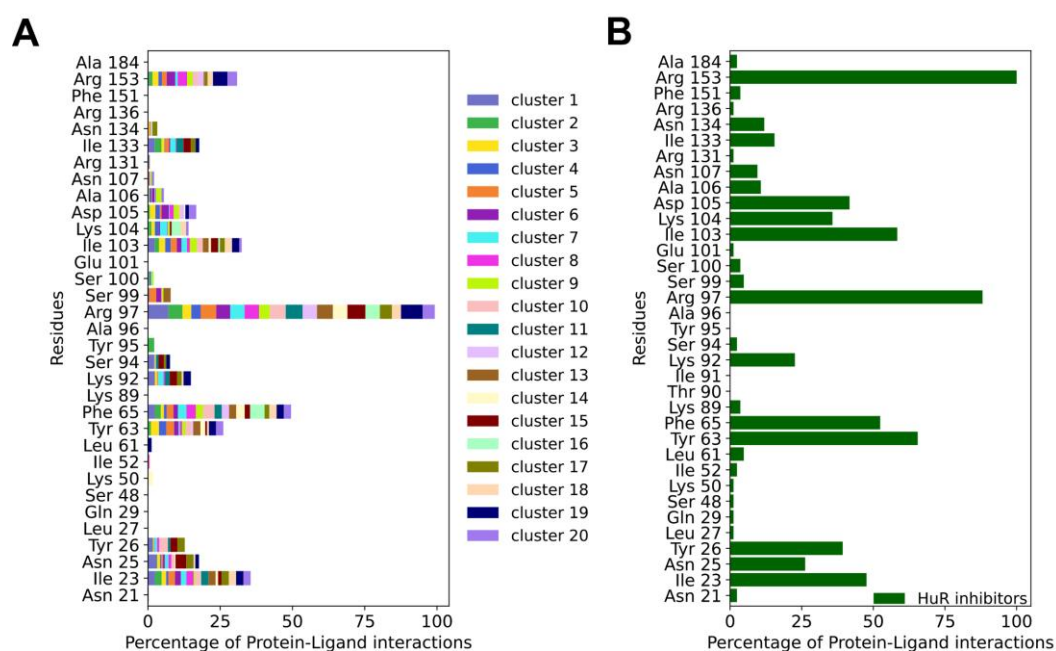 A
Ala 184
Arg 153
Phe 151
Arg 136
Asn 134
Ile 133
Arg 131
Asn 107
Ala 106
Asp 105
Lys 104
Ile 103
Glu 101
Ser 100
Ser 99
Arg 97
Ala 96
Tyr 95
Ser 94
Lys 92
Lys 89
Phe 65
Tyr 63
Leu 61
Ile 52
Lys 50
Ser 48
Gln 29
Leu 27
Tyr 26
Asn 25
Ile 23
Asn 21
Residues
0 25 50 75 100
Percentage of Protein-Ligand interactions
cluster 1
cluster 2
cluster 3
cluster 4
cluster 5
cluster 6
cluster 7
cluster 8
cluster 9
cluster 10
cluster 11
cluster 12
cluster 13
cluster 14
cluster 15
cluster 16
cluster 17
cluster 18
cluster 19
cluster 20
B
Ala 184
Arg 153
Phe 151
Arg 136
Asn 134
Ile 133
Arg 131
Asn 107
Ala 106
Asp 105
Lys 104
Ile 103
Glu 101
Ser 100
Ser 99
Arg 97
Ala 96
Tyr 95
Ser 94
Lys 92
Ile 91
Thr 90
Lys 89
Phe 65
Tyr 63
Leu 61
Ile 52
Lys 50
Ser 48
Gln 29
Leu 27
Tyr 26
Asn 25
Ile 23
Asn 21
Residues
HuR inhibitors
0 25 50 75 100
Percentage of Protein-Ligand interactions